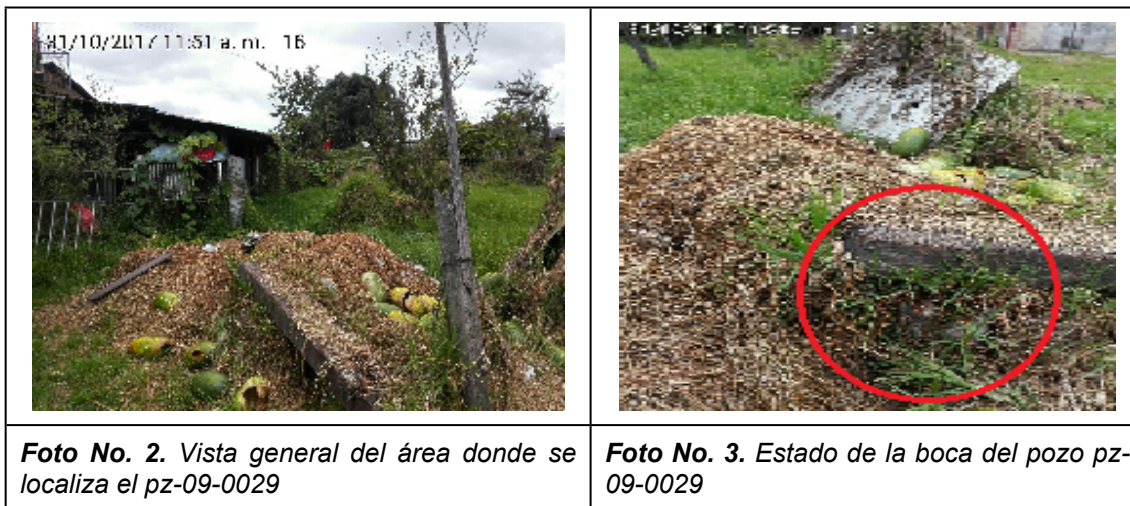 31/10/2017 11:51 a. m. 16
Foto No. 2. Vista general del área donde se
localiza el pz-09-0029
Foto No. 3. Estado de la boca del pozo pz-
09-0029